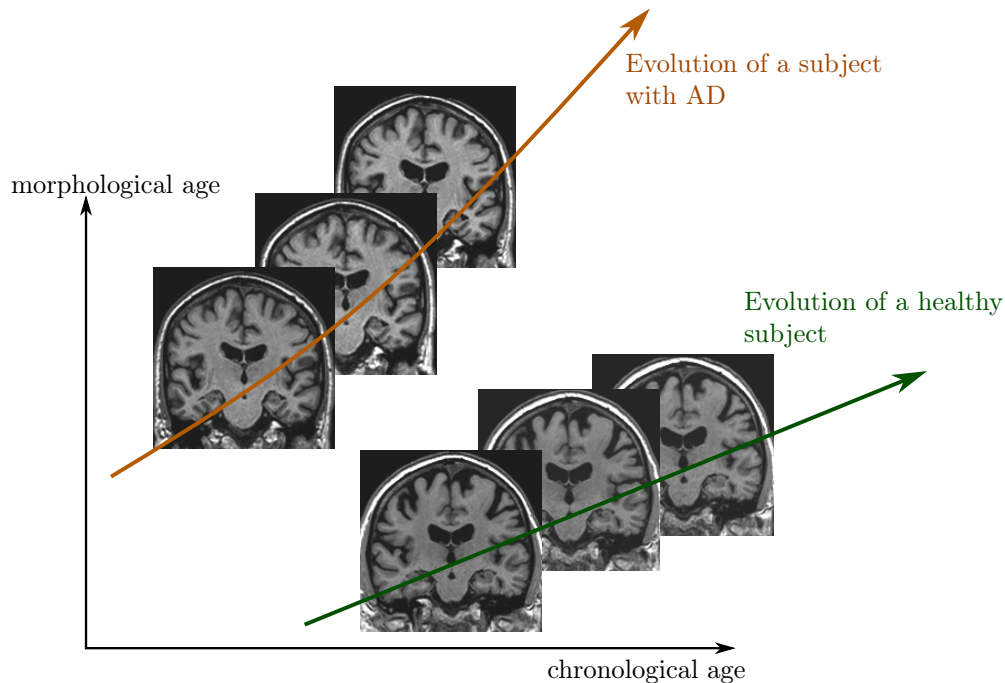 Evolution of a subject
with AD
morphological age
Evolution of a healthy
subject
chronological age